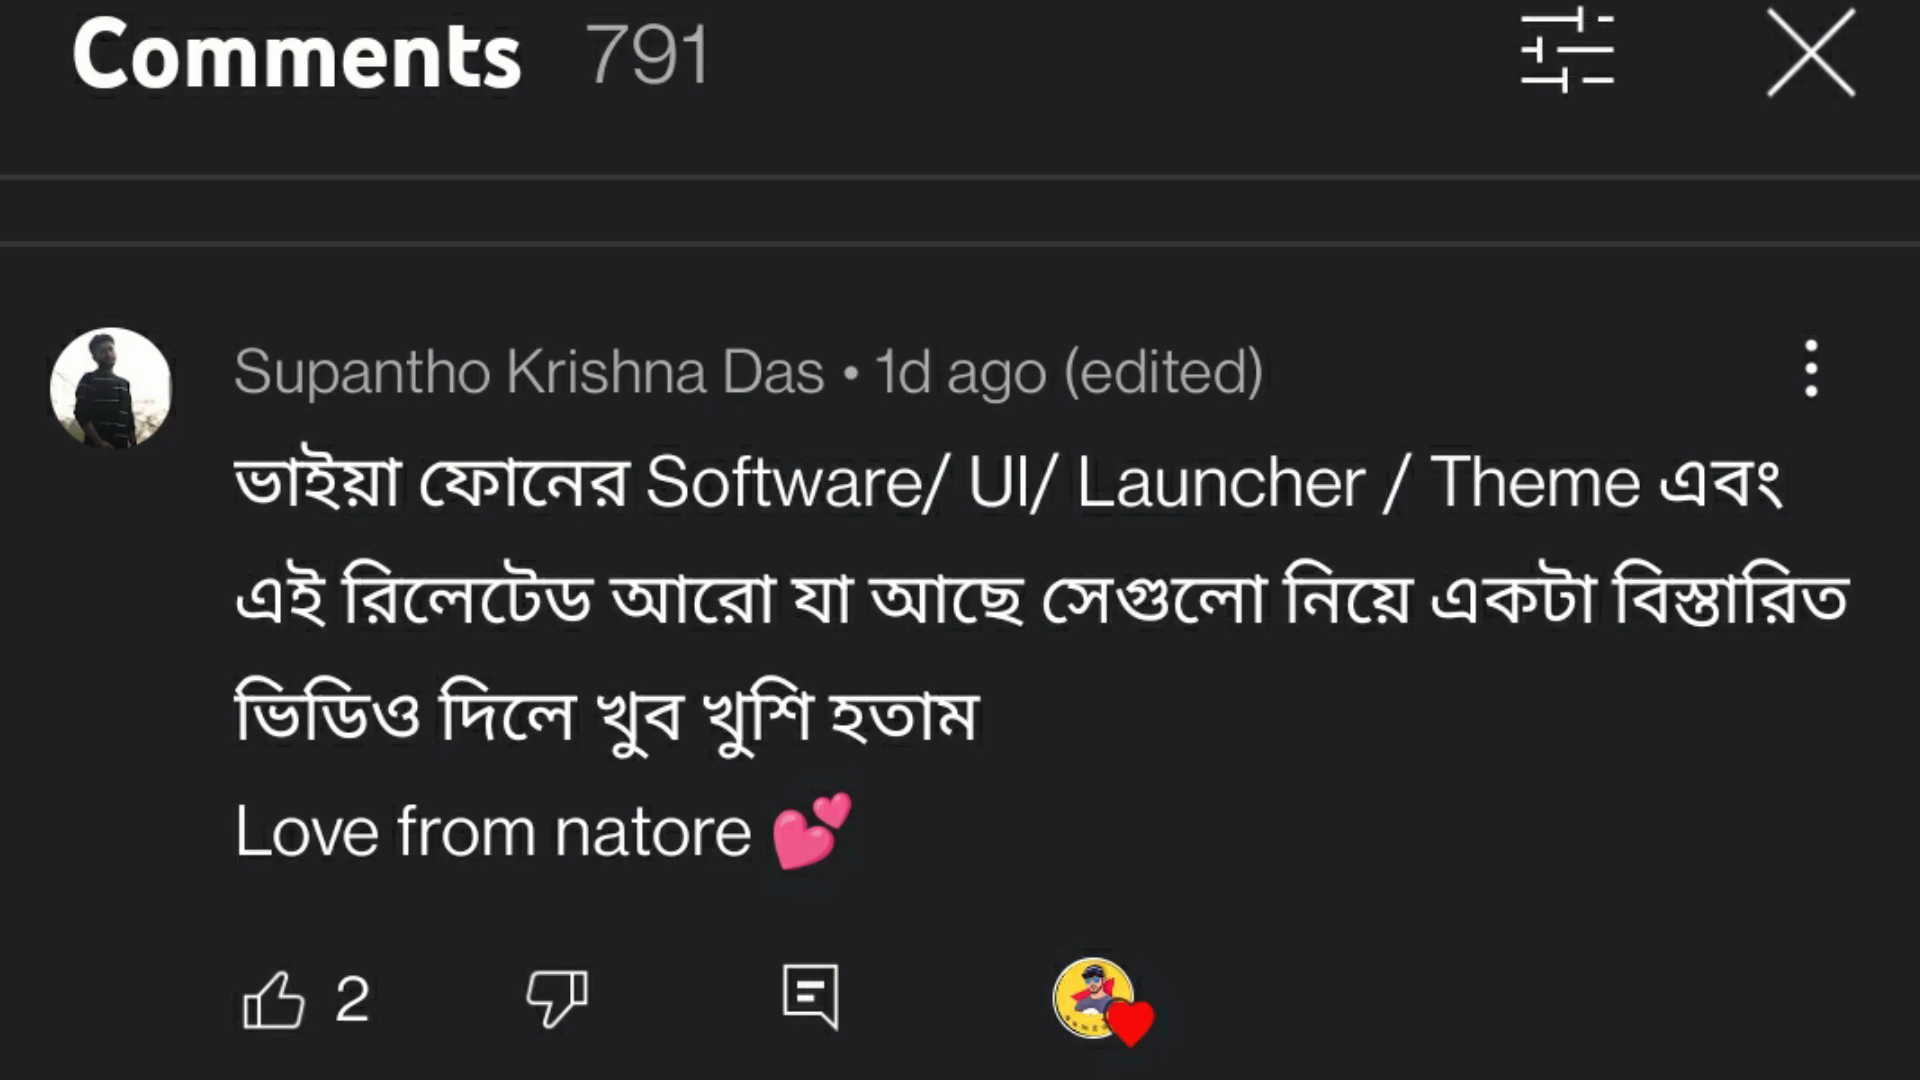 Comments 791
Supantho Krishna Das • 1d ago (edited)
ভাইয়া ফোনের Software/ UI/ Launcher / Theme এবং
এই রিলেটেড আরো যা আছে সেগুলো নিয়ে একটা বিস্তারিত
ভিডিও দিলে খুব খুশি হতাম
Love from natore 💕
2